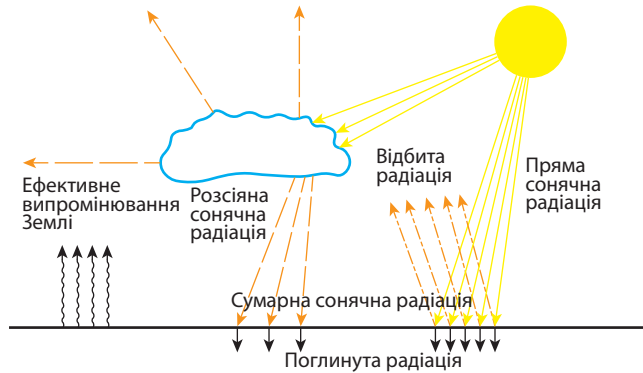 Ефективне
випромінювання
Землі
Розсіяна
сонячна
радіація
Відбита
радіація
Пряма
сонячна
радіація
Сумарна сонячна радіація
Поглинута радіація